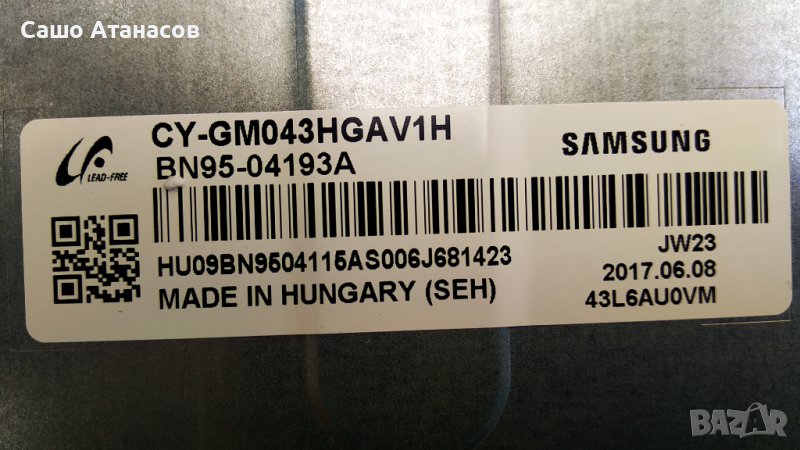 Сашо Атанасов
CY-GM043HGAV1H
BN95-04193A
SAMSUNG
LEAD-FREE
HU09BN9504115AS006J681423
MADE IN HUNGARY (SEH)
JW23
2017.06.08
43L6AU0VM
BAZAR